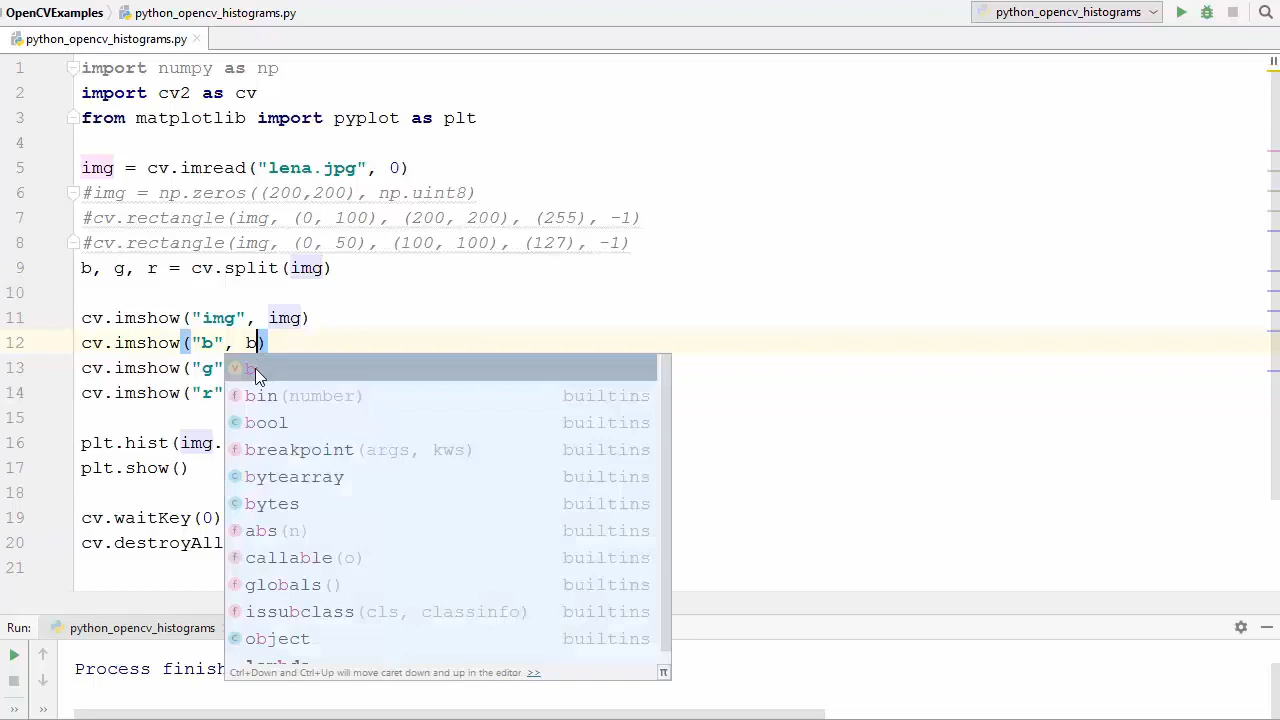 OpenCVExamples python_opencv_histograms.py python_opencv_histograms
python_opencv_histograms.py
1 import numpy as np
2 import cv2 as cv
3 from matplotlib import pyplot as plt
4
5 img = cv.imread("lena.jpg", 0)
6 #img = np.zeros((200,200), np.uint8)
7 #cv.rectangle(img, (0, 100), (200, 200), (255), -1)
8 #cv.rectangle(img, (0, 50), (100, 100), (127), -1)
9 b, g, r = cv.split(img)
10
11 cv.imshow("img", img)
12 cv.imshow("b", b)
13 cv.imshow("g" b
bin(number) builtins
14 cv.imshow("r"
bool builtins
15
16 plt.hist(img.
breakpoint(args, kws) builtins
17 plt.show()
bytearray builtins
18
bytes builtins
19 cv.waitKey(0)
abs(n) builtins
20 cv.destroyAll
callable(o) builtins
21
globals() builtins
issubclass(cls, classinfo) builtins
Run: python_opencv_histograms
object builtins
Process finish
Ctrl+Down and Ctrl+Up will move caret down and up in the editor >> π